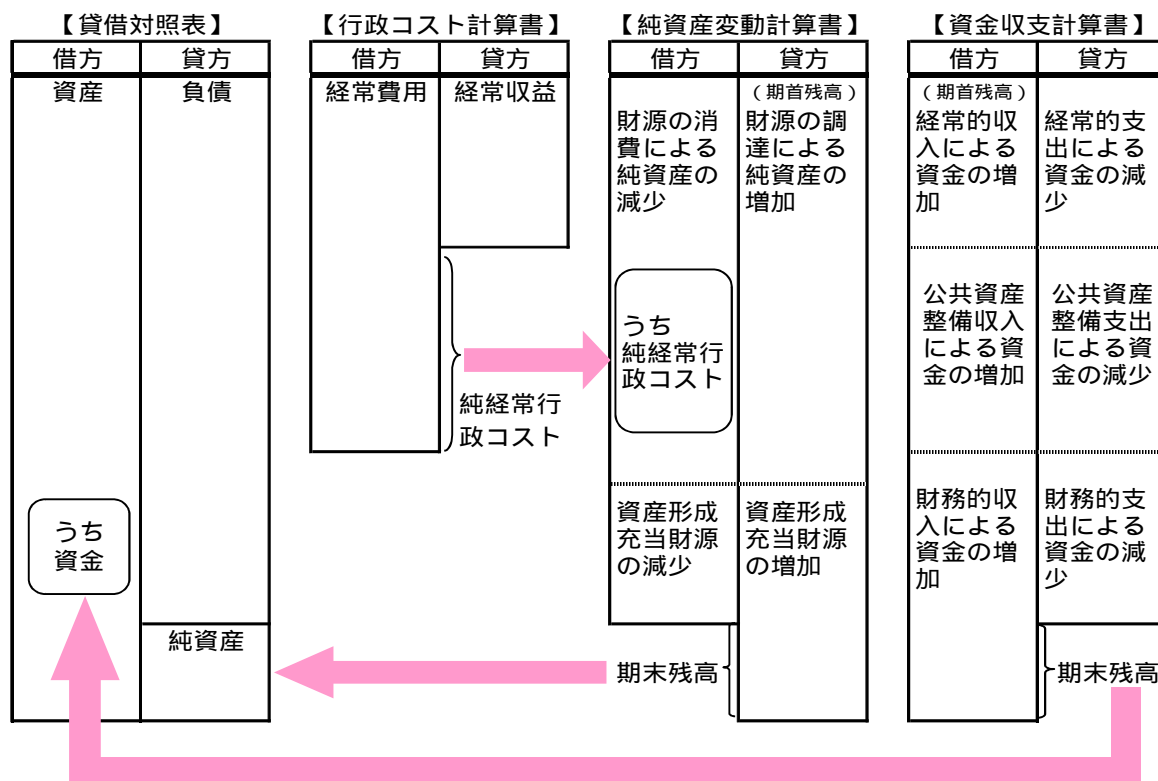 【貸借対照表】
借方
貸方
資産
負債
うち
資金
純資産
【行政コスト計算書】
借方
貸方
経常費用
経常収益
純経常行
政コスト
【純資産変動計算書】
借方
貸方
財源の消
費による
純資産の
減少
(期首残高)
財源の調
達による
純資産の
増加
うち
純経常行
政コスト
資産形成
充当財源
の減少
資産形成
充当財源
の増加
期末残高
【資金収支計算書】
借方
貸方
(期首残高)
経常的収
入による
資金の増
加
経常的支
出による
資金の減
少
公共資産
整備収入
による資
金の増加
公共資産
整備支出
による資
金の減少
財務的収
入による
資金の増
加
財務的支
出による
資金の減
少
期末残高